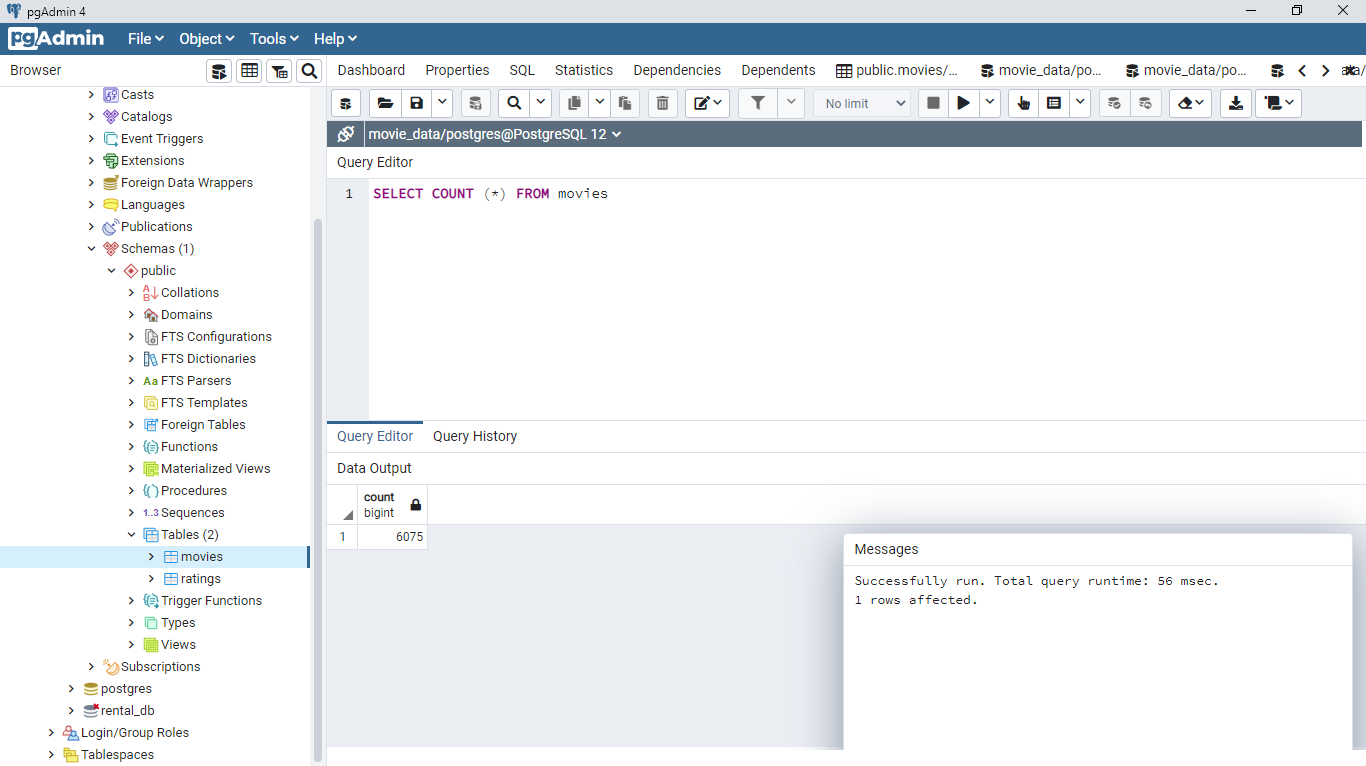 pgAdmin 4
pgAdmin File Object Tools Help
Browser
Dashboard Properties SQL Statistics Dependencies Dependents public.movies/... movie_data/po... movie_data/po...
No limit
movie_data/postgres@PostgreSQL 12
Query Editor
1 SELECT COUNT (*) FROM movies
Casts
Catalogs
Event Triggers
Extensions
Foreign Data Wrappers
Languages
Publications
Schemas (1)
public
Collations
Domains
FTS Configurations
FTS Dictionaries
Aa FTS Parsers
FTS Templates
Foreign Tables
Functions
Materialized Views
Procedures
1..3 Sequences
Tables (2)
movies
ratings
Trigger Functions
Types
Views
Subscriptions
postgres
rental_db
Login/Group Roles
Tablespaces
Query Editor Query History
Data Output
count
bigint
1 6075
Messages
Successfully run. Total query runtime: 56 msec.
1 rows affected.